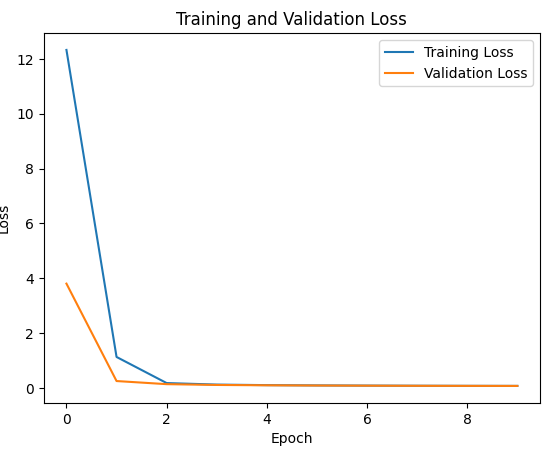 Training and Validation Loss
Training Loss
Validation Loss
12
10
8
6
4
2
0
Loss
0 2 4 6 8
Epoch